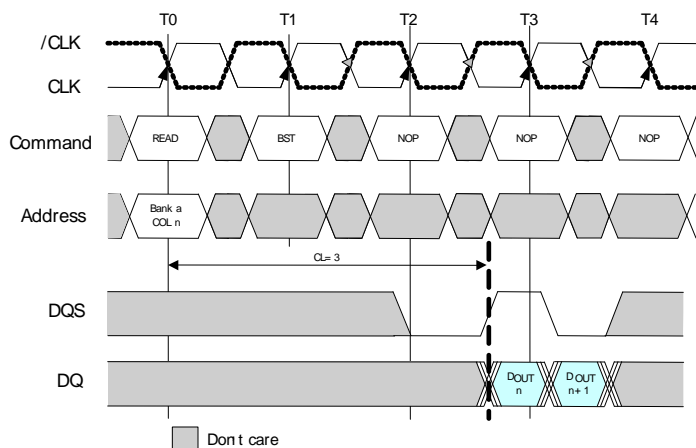 T0 T1 T2 T3 T4
/CLK
CLK
Command READ BST NOP NOP NOP
Address Bank a
COL n
CL= 3
DQS
DQ DOUT
n DOUT
n+1
Don't care